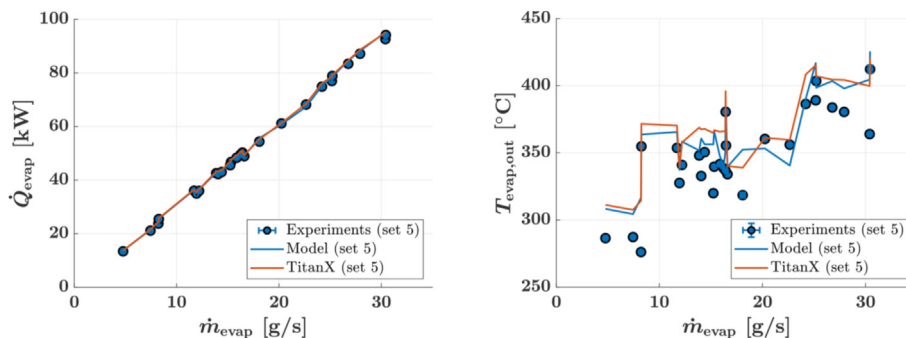 100
80
60
40
20
0
Q̇evap [kW]
0
10
20
30
ṁevap [g/s]
Experiments (set 5)
Model (set 5)
TitanX (set 5)
450
400
350
300
250
Tevap,out [°C]
0
10
20
30
ṁevap [g/s]
Experiments (set 5)
Model (set 5)
TitanX (set 5)